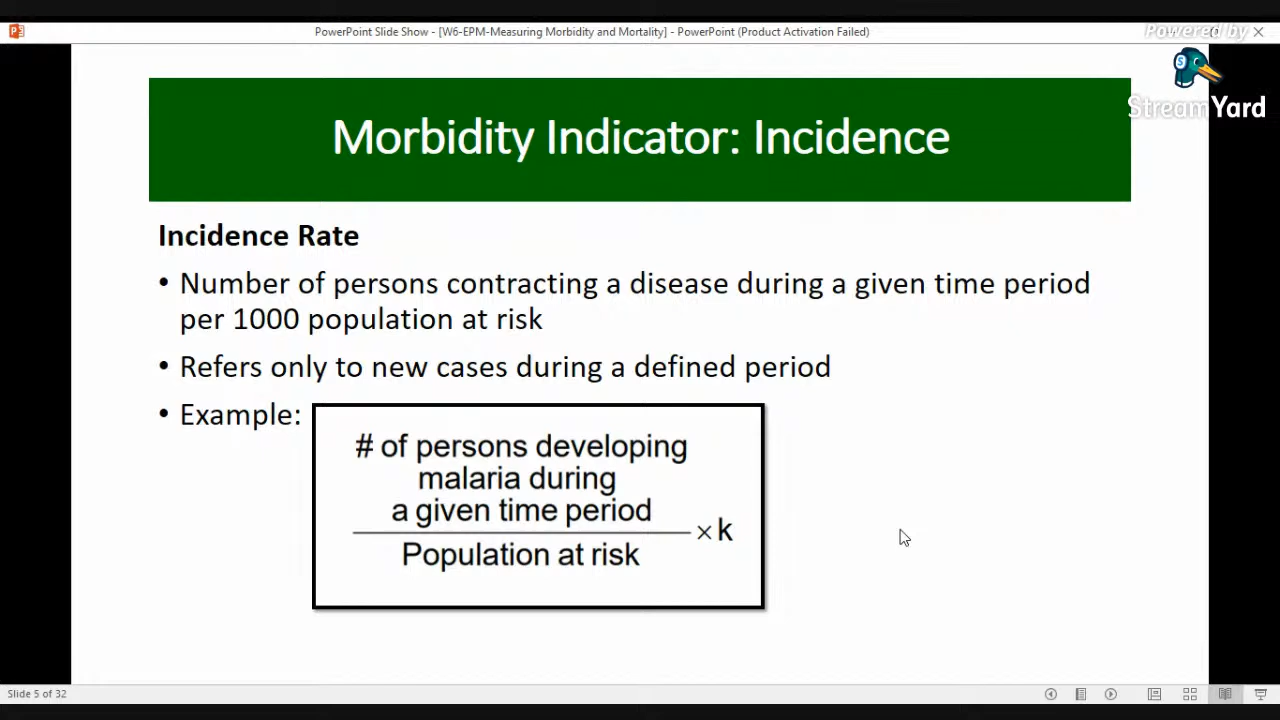 PowerPoint Slide Show - [W6-EPM-Measuring Morbidity and Mortality] - PowerPoint (Product Activation Failed)
Powered by
StreamYard
Morbidity Indicator: Incidence
Incidence Rate
• Number of persons contracting a disease during a given time period
per 1000 population at risk
• Refers only to new cases during a defined period
• Example:
# of persons developing
malaria during
a given time period
× k
Population at risk
Slide 5 of 32